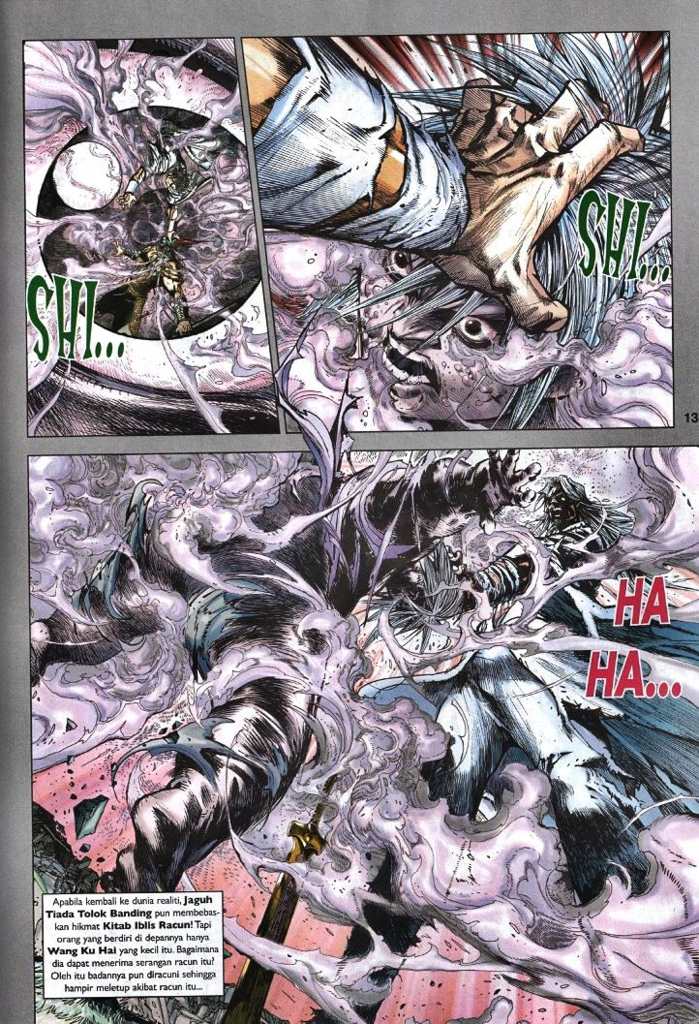 SHI...
SHI...
13
HA
HA...
Apabila kembali ke dunia realiti, Jaguh
Tiada Tolok Banding pun membebas-
kan hikmat Kitab Iblis Racun! Tapi
orang yang berdiri di depannya hanya
Wang Ku Hai yang kecil itu. Bagaimana
dia dapat menerima serangan racun itu?
Oleh itu badannya pun diracuni sehingga
hampir meletup akibat racun itu...